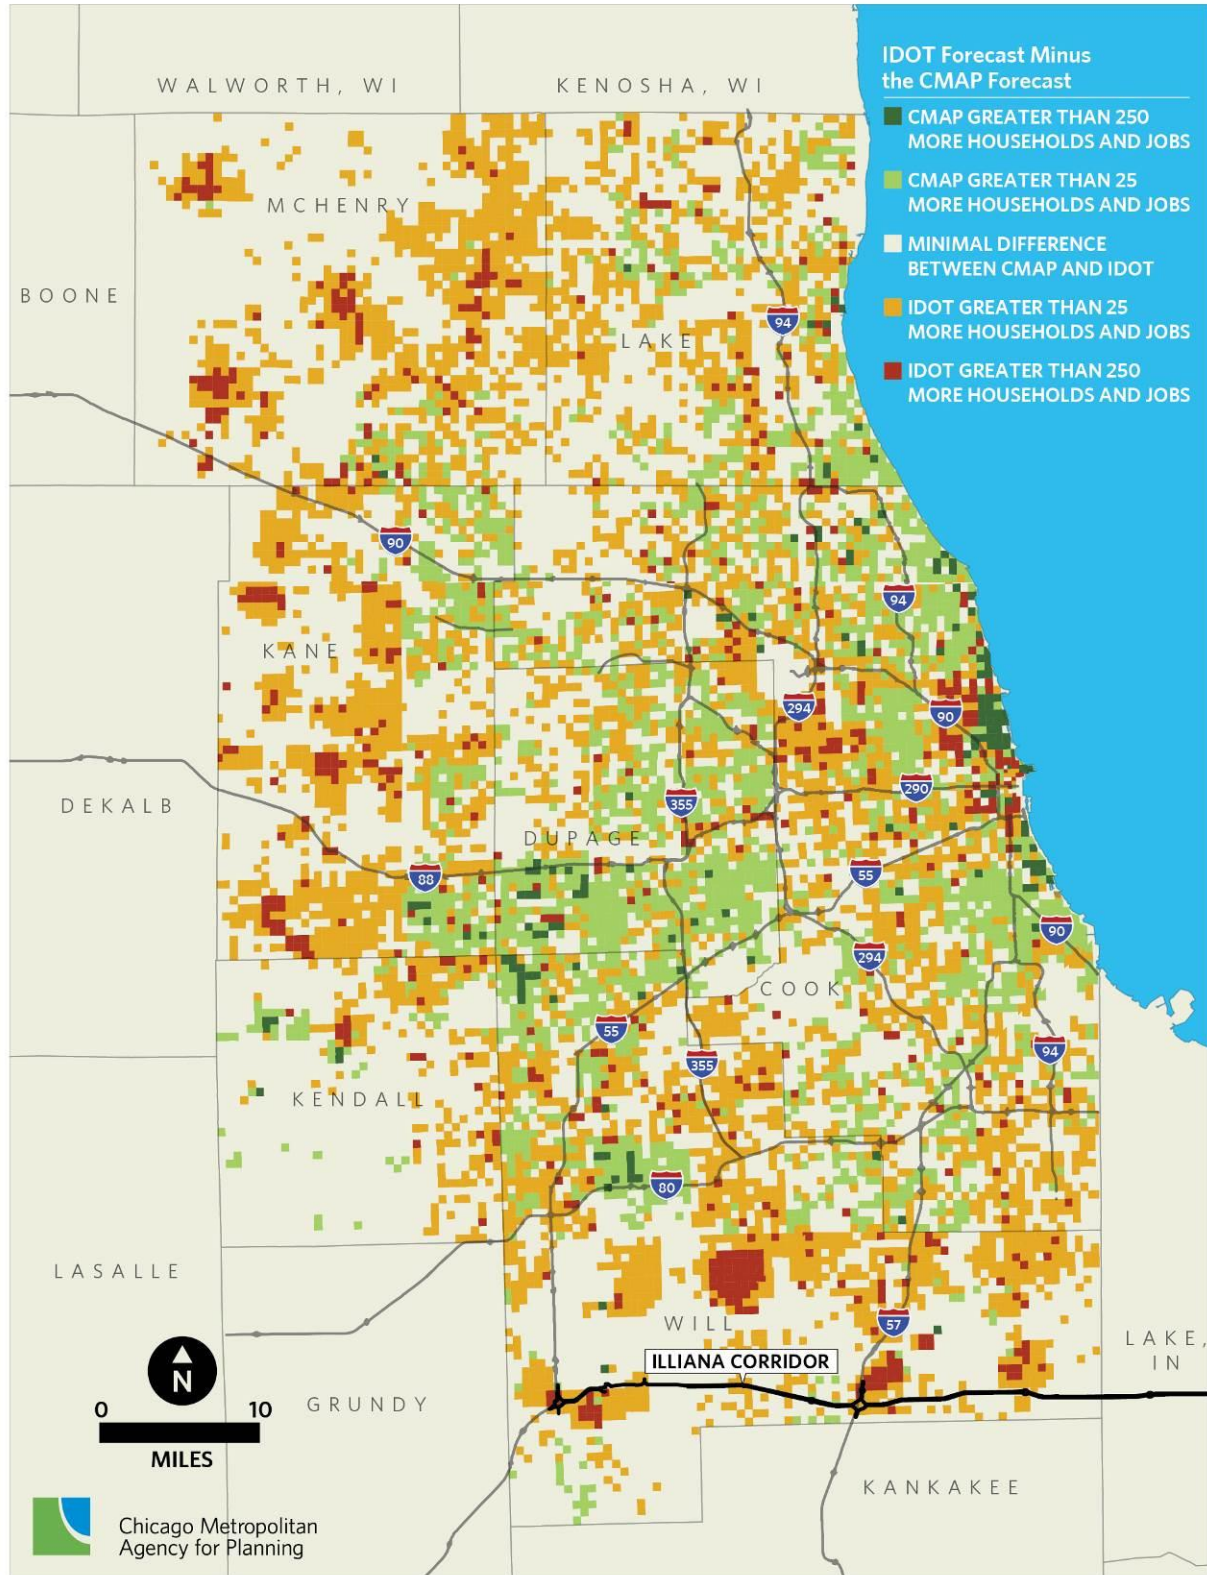 WALWORTH, WI
KENOSHA, WI
IDOT Forecast Minus
the CMAP Forecast
CMAP GREATER THAN 250
MORE HOUSEHOLDS AND JOBS
CMAP GREATER THAN 25
MORE HOUSEHOLDS AND JOBS
MINIMAL DIFFERENCE
BETWEEN CMAP AND IDOT
IDOT GREATER THAN 25
MORE HOUSEHOLDS AND JOBS
IDOT GREATER THAN 250
MORE HOUSEHOLDS AND JOBS
MCHENRY
BOONE
94
LAKE
90
94
KANE
294
90
290
355
DEKALB
DUPAGE
88
55
90
294
COOK
55
94
355
KENDALL
80
LASALLE
WILL
57
LAKE,
IN
ILLIANA CORRIDOR
N
GRUNDY
0 10
MILES
KANKAKEE
Chicago Metropolitan
Agency for Planning